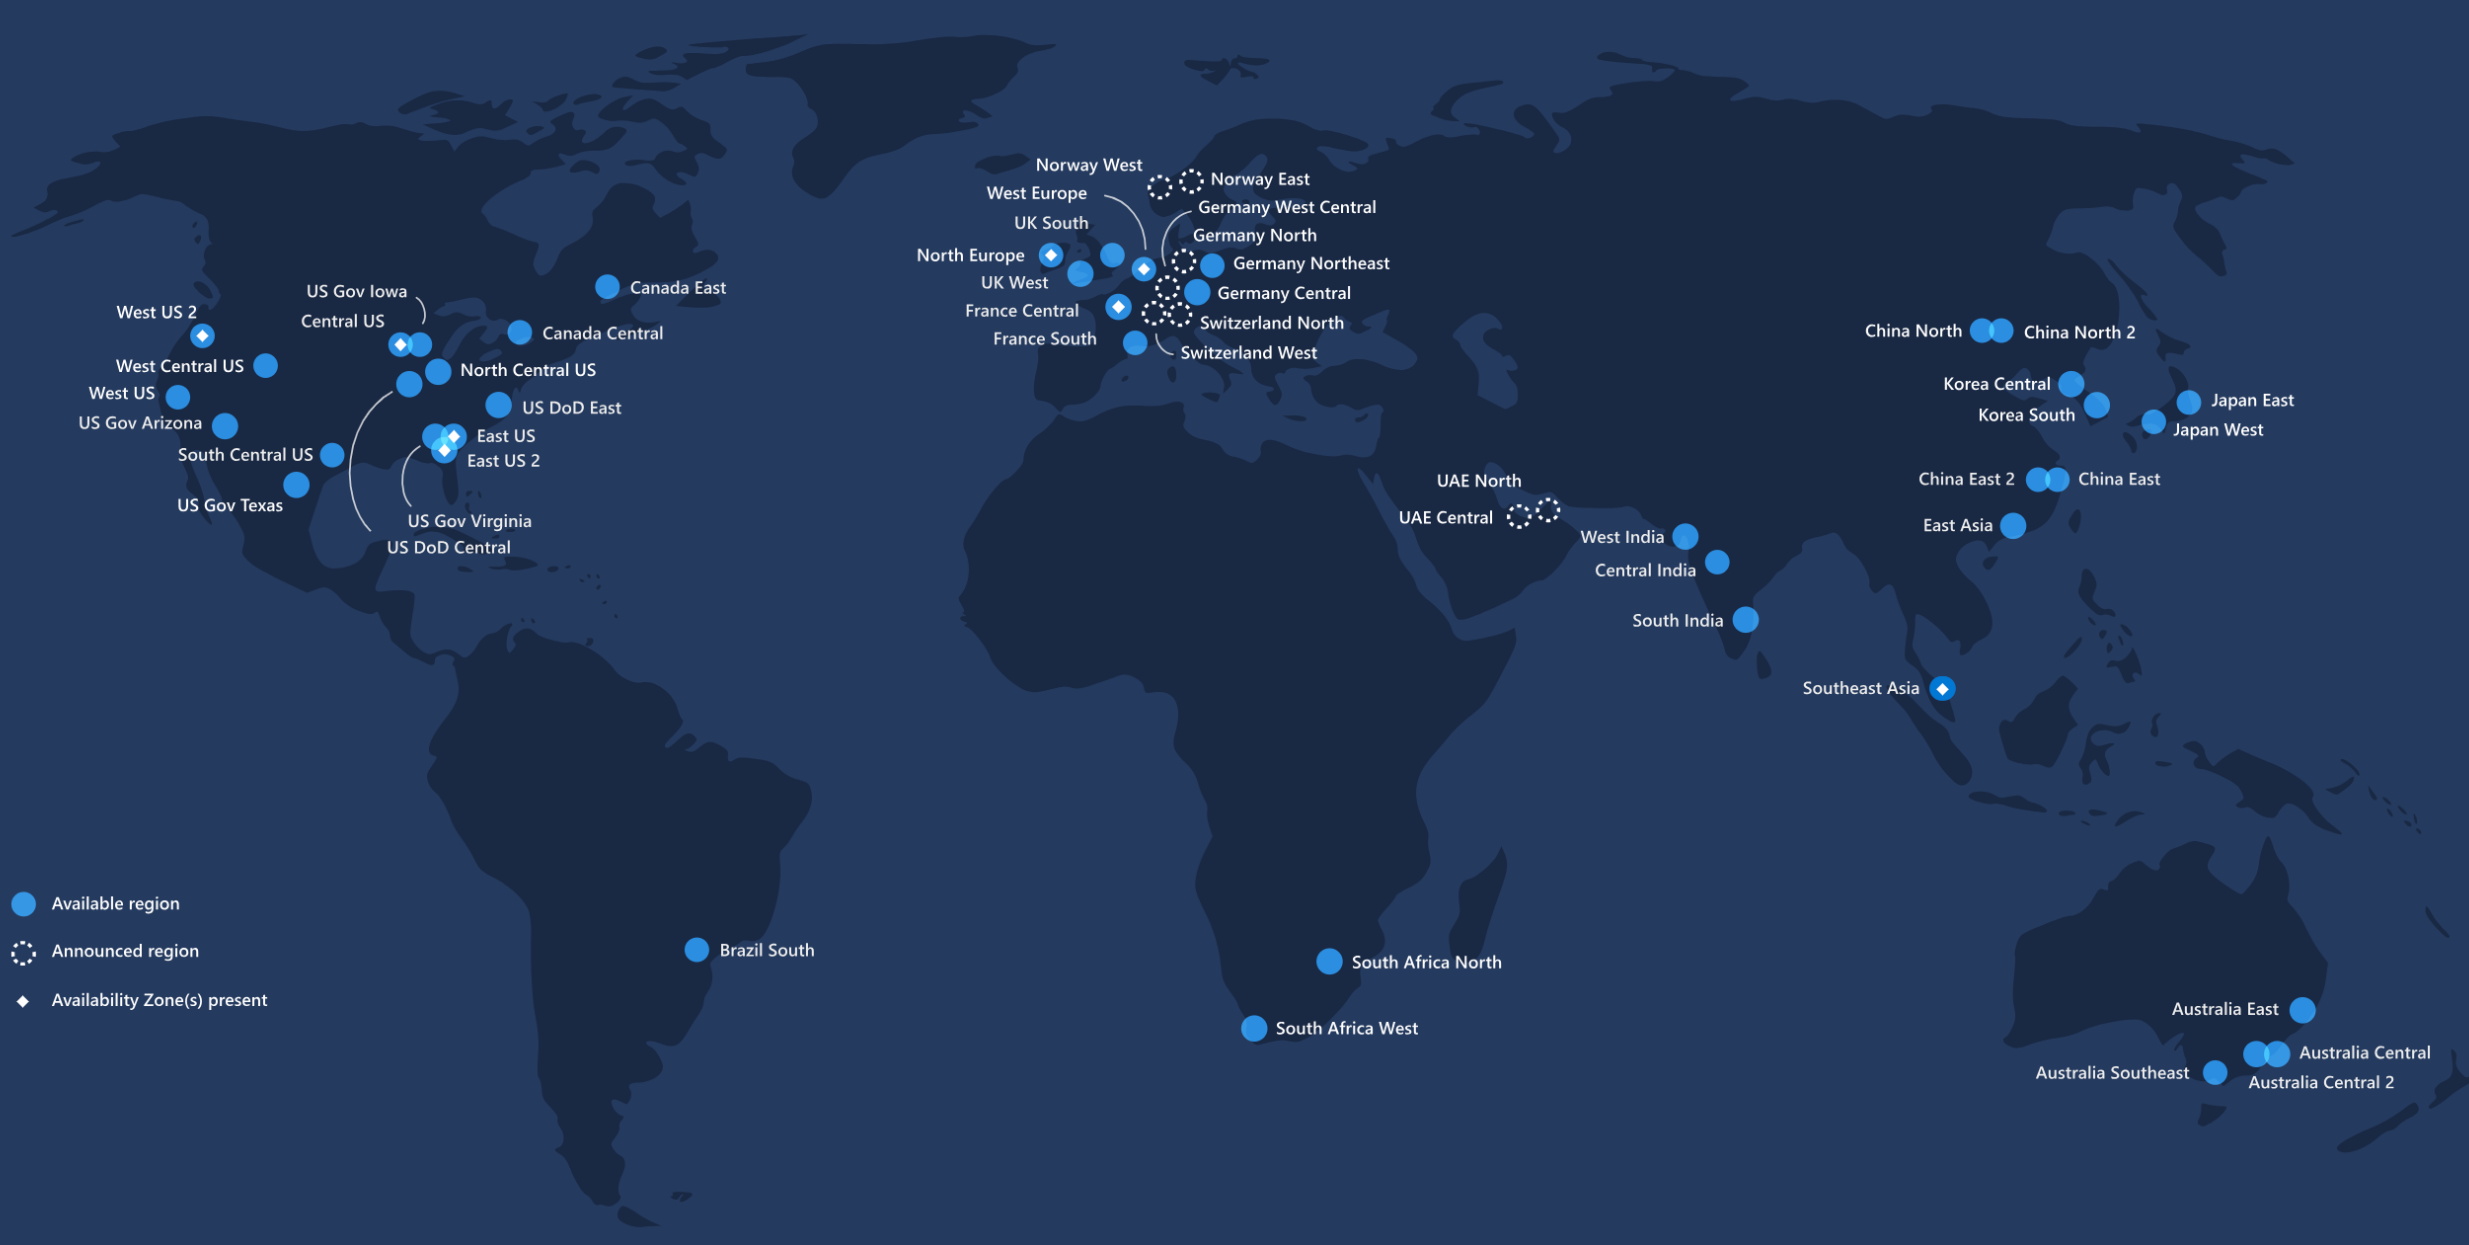 Norway West
Norway East
West Europe
Germany West Central
UK South
Germany North
North Europe
Germany Northeast
UK West
Germany Central
France Central
Switzerland North
France South
Switzerland West
Canada East
US Gov Iowa
West US 2
Central US
Canada Central
West Central US
North Central US
West US
US DoD East
US Gov Arizona
East US
South Central US
East US 2
US Gov Texas
US Gov Virginia
US DoD Central
China North
China North 2
Korea Central
Japan East
Korea South
Japan West
UAE North
China East 2
China East
UAE Central
East Asia
West India
Central India
South India
Southeast Asia
Available region
Announced region
Availability Zone(s) present
Brazil South
South Africa North
South Africa West
Australia East
Australia Central
Australia Southeast
Australia Central 2